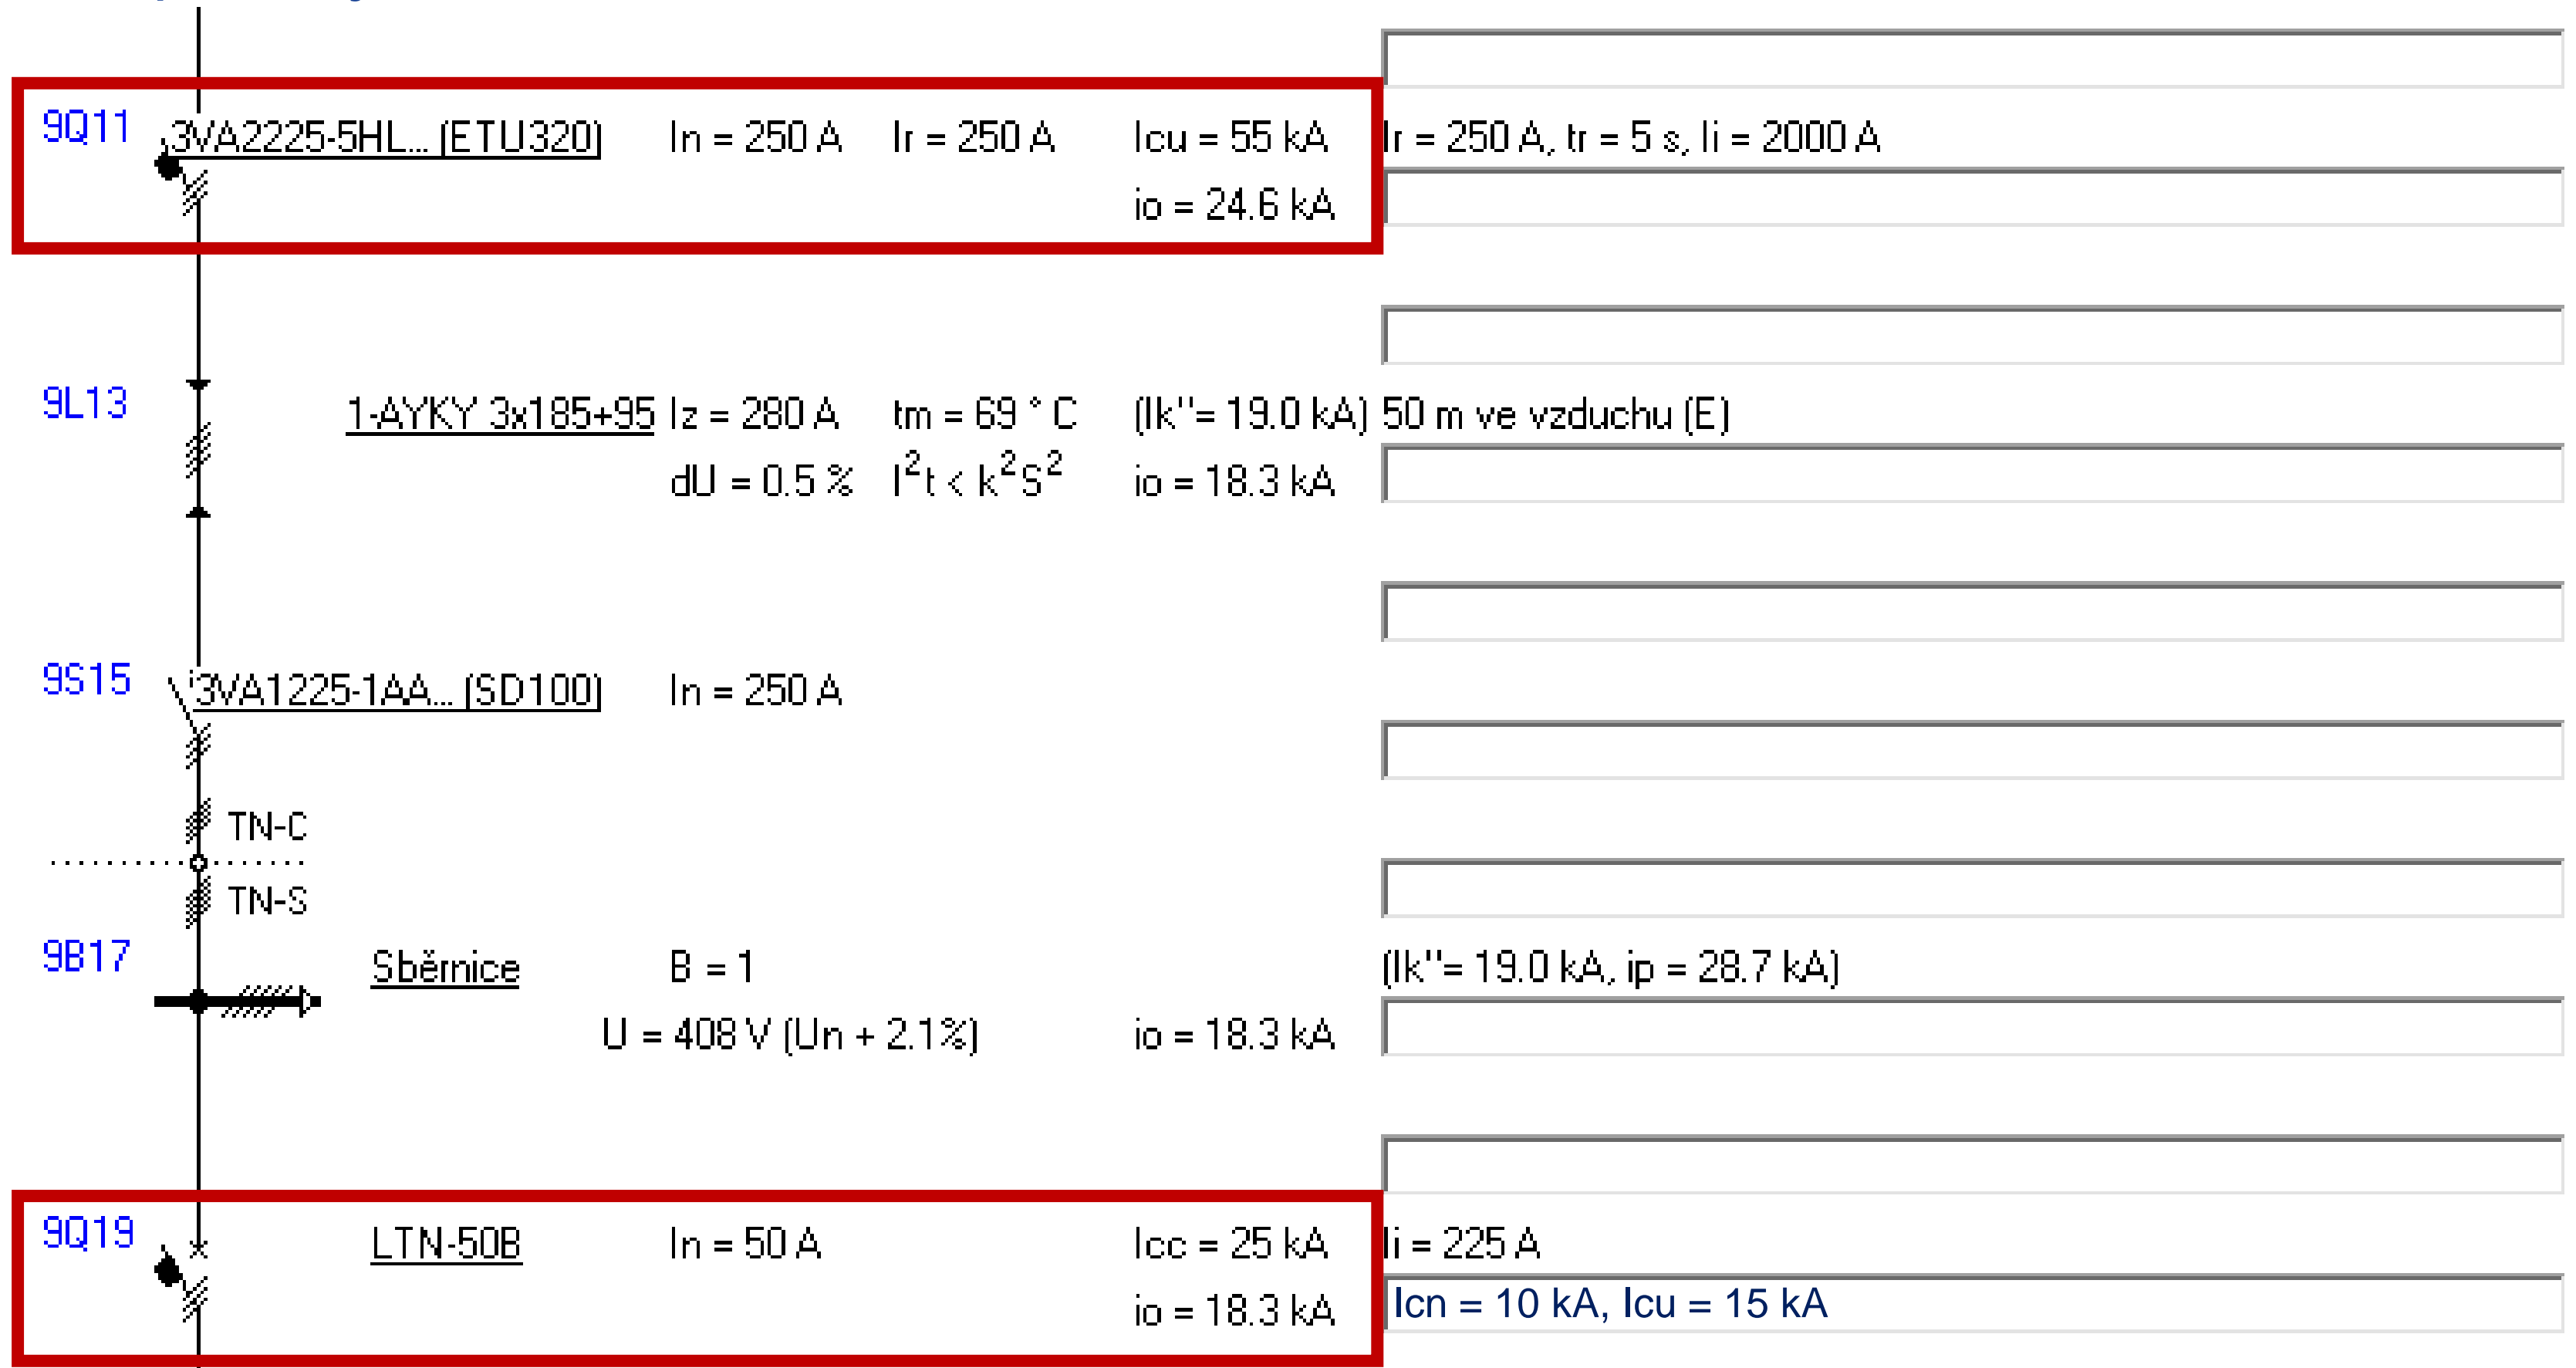 9Q11 3VA2225-5HL... (ETU320) In = 250 A Ir = 250 A Icu = 55 kA Ir = 250 A, tr = 5 s, Ii = 2000 A
io = 24.6 kA
9L13 1-AYKY 3x185+95 Iz = 280 A tm = 69 ° C (Ik''= 19.0 kA) 50 m ve vzduchu (E)
dU = 0.5 % I²t < k²S² io = 18.3 kA
9S15 3VA1225-1AA... (SD100) In = 250 A
TN-C
TN-S
9B17 Sběrnice B = 1 (Ik''= 19.0 kA, ip = 28.7 kA)
U = 408 V (Un + 2.1%) io = 18.3 kA
9Q19 LTN-50B In = 50 A Icc = 25 kA Ii = 225 A
io = 18.3 kA Icn = 10 kA, Icu = 15 kA